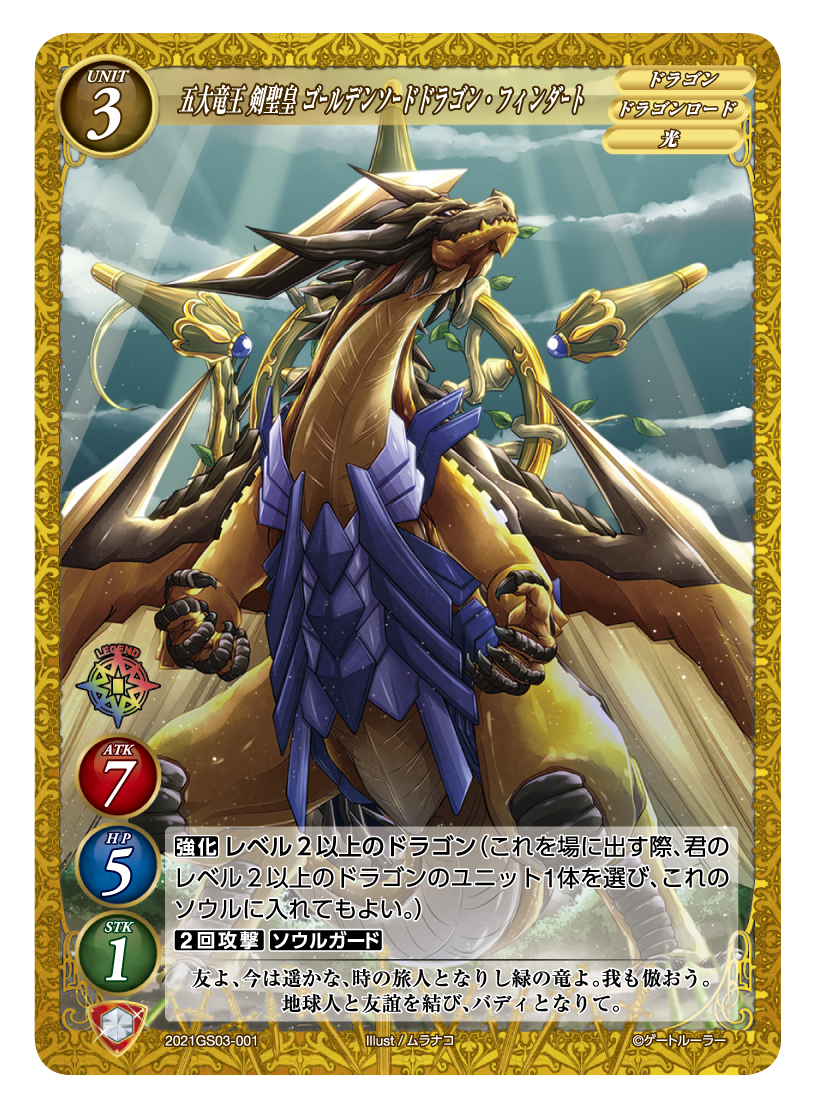 UNIT
3
五大竜王 剣聖皇 ゴールデンソードドラゴン・フィンダート
ドラゴン
ドラゴンロード
光
LEGEND
ATK
7
HP
5
STK
1
強化 レベル２以上のドラゴン（これを場に出す際、君の
レベル２以上のドラゴンのユニット1体を選び、これの
ソウルに入れてもよい。）
２回攻撃 ソウルガード
友よ、今は遥かな、時の旅人となりし緑の竜よ。我も倣おう。
地球人と友誼を結び、バディとなりて。
2021GS03-001
Illust / ムラナコ
©ゲートルーラー